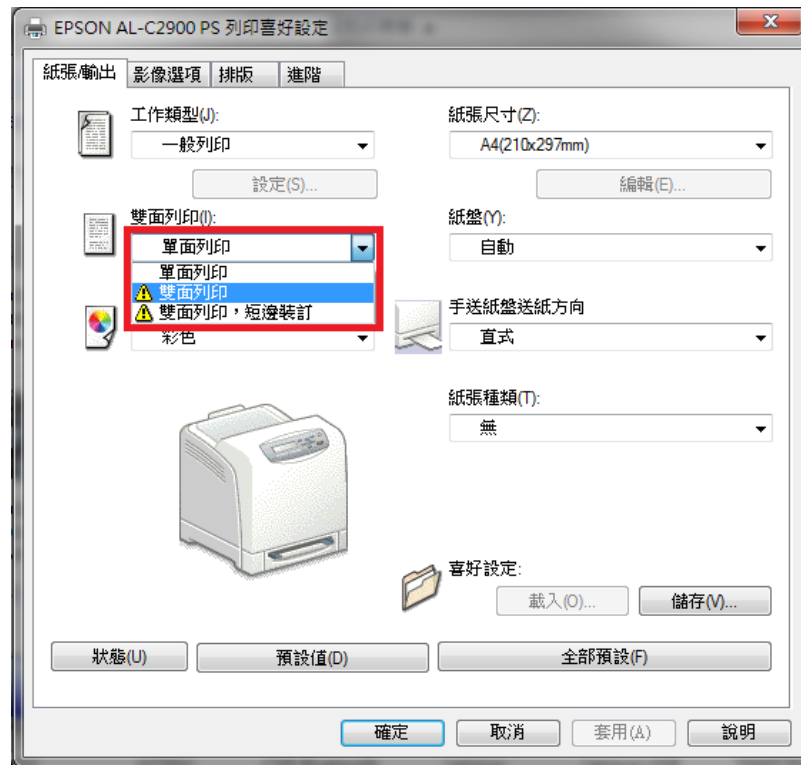 EPSON AL-C2900 PS 列印喜好設定
紙張/輸出 影像選項 排版 進階
工作類型(J):
一般列印
設定(S)...
雙面列印(I):
單面列印
單面列印
雙面列印
雙面列印，短邊裝訂
彩色
紙張尺寸(Z):
A4(210x297mm)
編輯(E)...
紙盤(Y):
自動
手送紙盤送紙方向
直式
紙張種類(T):
無
喜好設定:
載入(O)... 儲存(V)...
狀態(U) 預設值(D) 全部預設(F)
確定 取消 套用(A) 說明